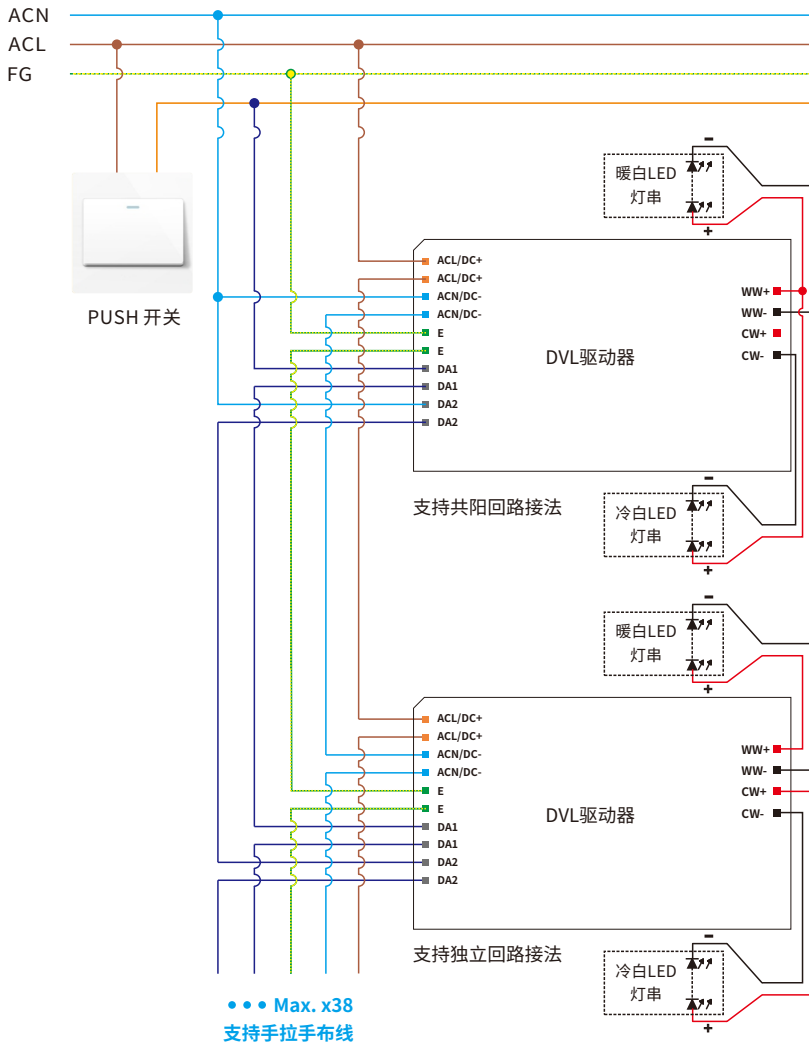 ACN
ACL
FG
PUSH 开关
暖白LED
灯串
-
+
ACL/DC+
ACL/DC+
ACN/DC-
ACN/DC-
E
E
DA1
DA1
DA2
DA2
DVL驱动器
WW+
WW-
CW+
CW-
支持共阳回路接法
-
冷白LED
灯串
+
-
暖白LED
灯串
+
ACL/DC+
ACL/DC+
ACN/DC-
ACN/DC-
E
E
DA1
DA1
DA2
DA2
DVL驱动器
WW+
WW-
CW+
CW-
支持独立回路接法
-
冷白LED
灯串
+
••• Max. x38
支持手拉手布线